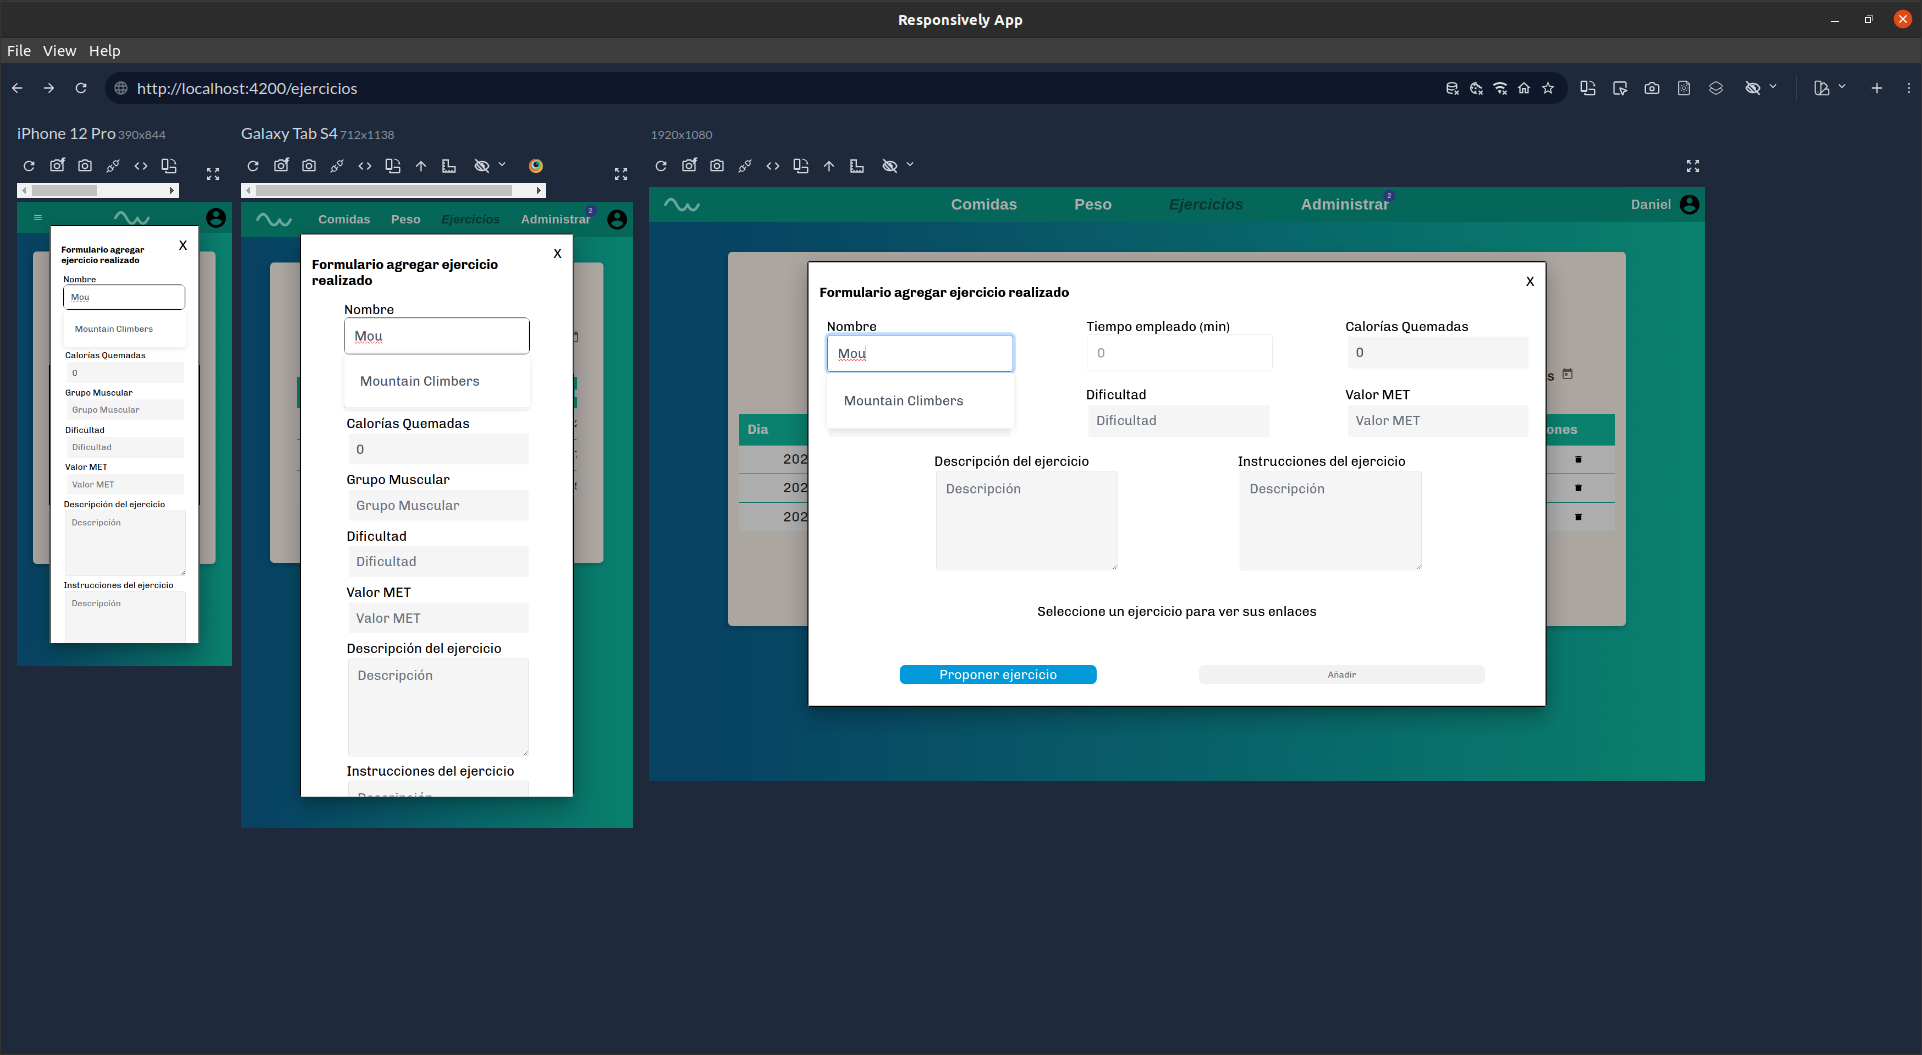 Responsively App
File View Help
http://localhost:4200/ejercicios
iPhone 12 Pro 390x844
Formulario agregar
ejercicio realizado
X
Nombre
Mou
Mountain Climbers
Calorías Quemadas
0
Grupo Muscular
Grupo Muscular
Dificultad
Dificultad
Valor MET
Valor MET
Descripción del ejercicio
Descripción
Instrucciones del ejercicio
Descripción
Galaxy Tab S4 712x1138
Comidas Peso Ejercicios Administrar 2
X
Formulario agregar ejercicio
realizado
Nombre
Mou
Mountain Climbers
Calorías Quemadas
0
Grupo Muscular
Grupo Muscular
Dificultad
Dificultad
Valor MET
Valor MET
Descripción del ejercicio
Descripción
Instrucciones del ejercicio
Descripción
1920x1080
Comidas Peso Ejercicios Administrar 2 Daniel
X
Formulario agregar ejercicio realizado
Nombre Tiempo empleado (min) Calorías Quemadas
Mou 0 0
Mountain Climbers
Dificultad Valor MET
Dificultad Valor MET
Descripción del ejercicio Instrucciones del ejercicio
Descripción Descripción
Seleccione un ejercicio para ver sus enlaces
Proponer ejercicio Añadir
s
Dia ones
202
202
202